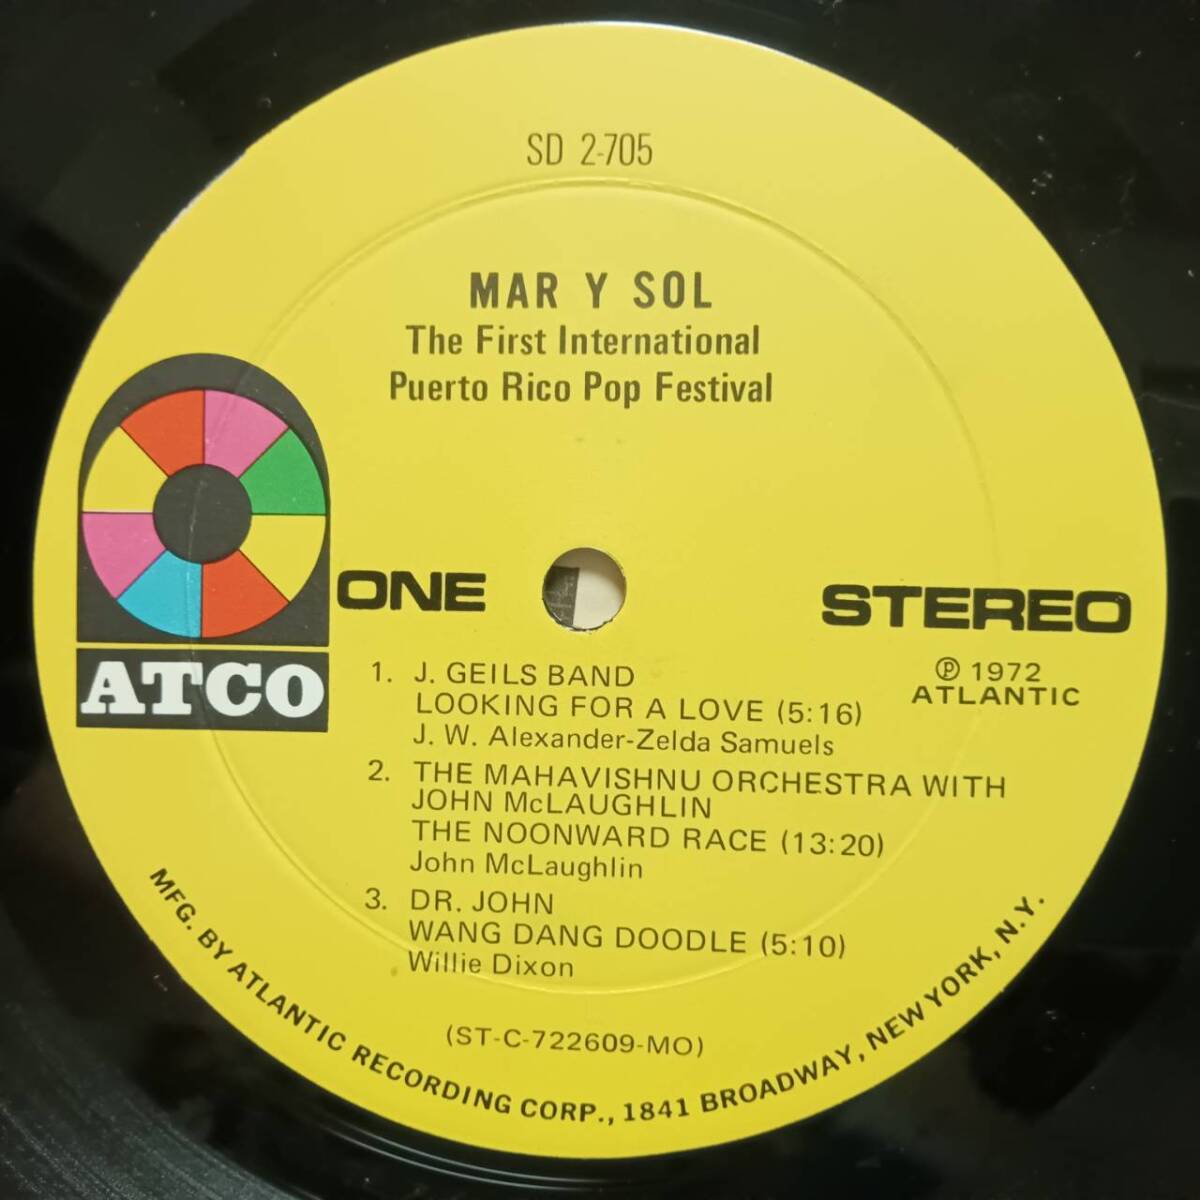 SD 2-705
MAR Y SOL
The First International
Puerto Rico Pop Festival
ATCO
ONE
STEREO
Ⓟ 1972
ATLANTIC
1. J. GEILS BAND
LOOKING FOR A LOVE (5:16)
J. W. Alexander-Zelda Samuels
2. THE MAHAVISHNU ORCHESTRA WITH
JOHN McLAUGHLIN
THE NOONWARD RACE (13:20)
John McLaughlin
3. DR. JOHN
WANG DANG DOODLE (5:10)
Willie Dixon
(ST-C-722609-MO)
MFG. BY ATLANTIC RECORDING CORP., 1841 BROADWAY, NEW YORK, N.Y.